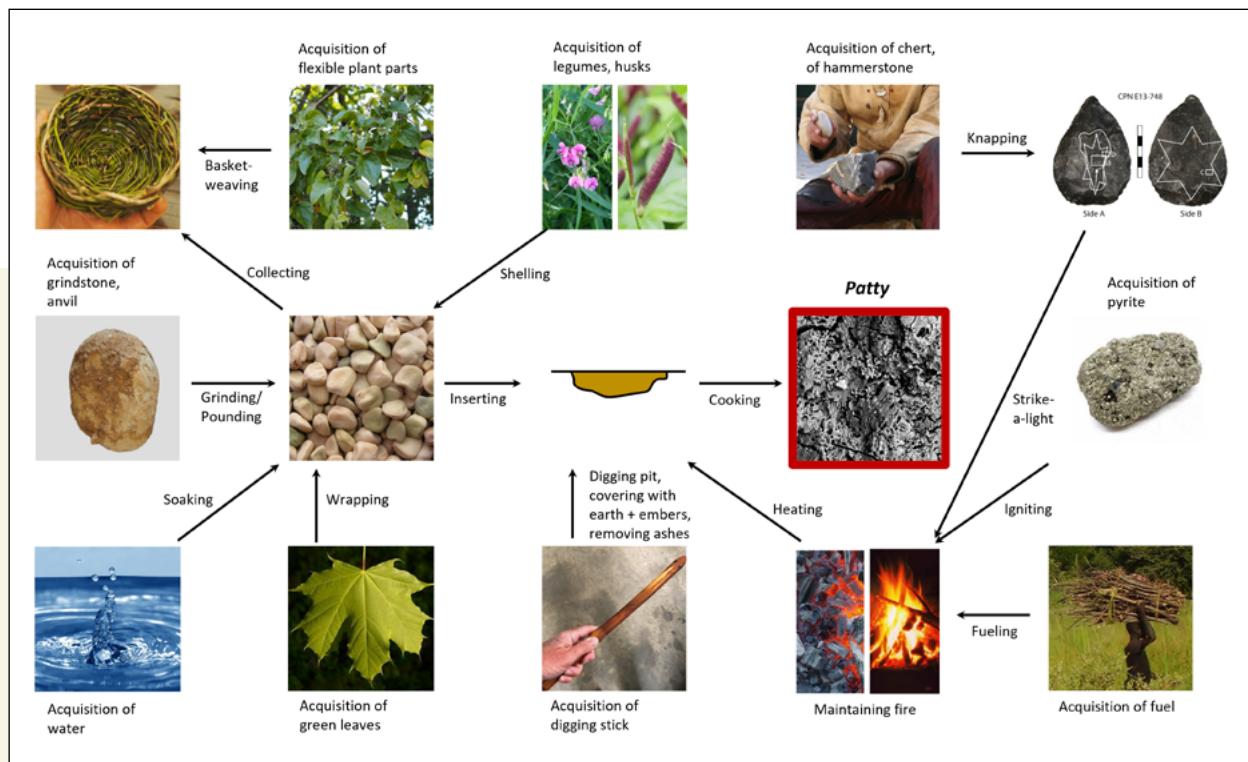 Acquisition of
flexible plant parts
Acquisition of
legumes, husks
Acquisition of chert,
of hammerstone
CPN E13-748
Basket-
weaving
Knapping
Side A
Side B
Acquisition of
grindstone,
anvil
Collecting
Shelling
Patty
Acquisition of
pyrite
Grinding/
Pounding
Inserting
Cooking
Strike-
a-light
Soaking
Wrapping
Digging pit,
covering with
earth + embers,
removing ashes
Heating
Igniting
Fueling
Acquisition of
water
Acquisition of
green leaves
Acquisition of
digging stick
Maintaining fire
Acquisition of fuel